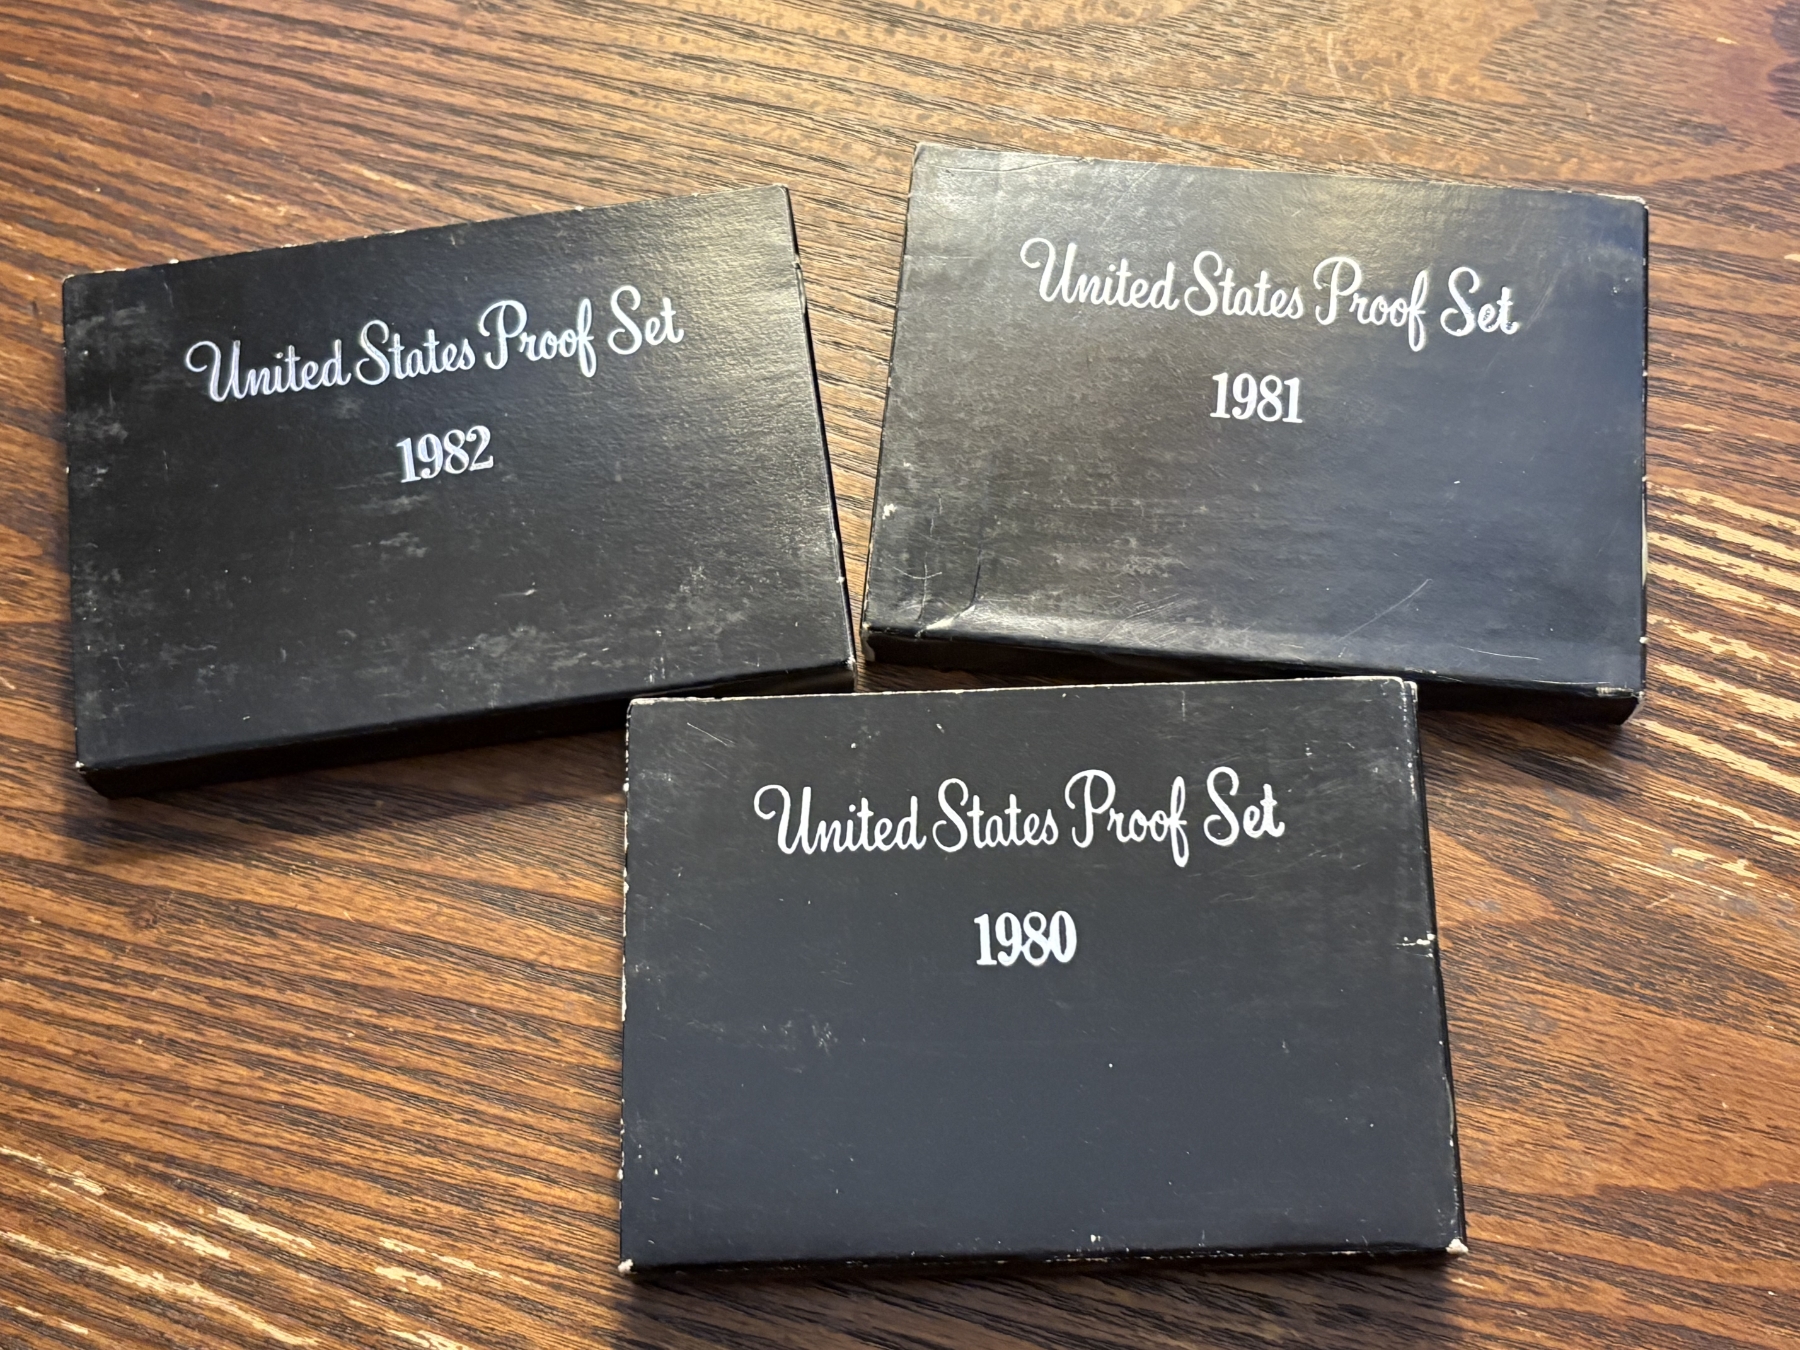 United States Proof Set
1982
United States Proof Set
1981
United States Proof Set
1980